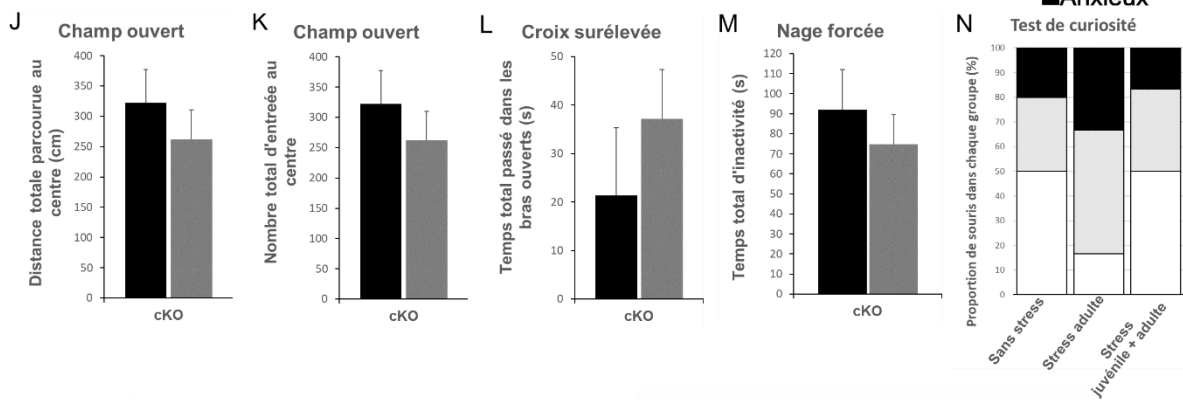 Anxieux
J
Champ ouvert
Distance totale parcourue au
centre (cm)
400
350
300
250
200
150
100
50
0
cKO
K
Champ ouvert
Nombre total d'entreée au
centre
400
350
300
250
200
150
100
50
0
cKO
L
Croix surélevée
Temps total passé dans les
bras ouverts (s)
50
40
30
20
10
0
cKO
M
Nage forcée
Temps total d'inactivité (s)
120
110
100
90
80
70
60
50
40
30
20
10
0
cKO
N
Test de curiosité
Proportion de souris dans chaque groupe (%)
100
90
80
70
60
50
40
30
20
10
0
Sans stress
Stress adulte
Stress
juvénile + adulte